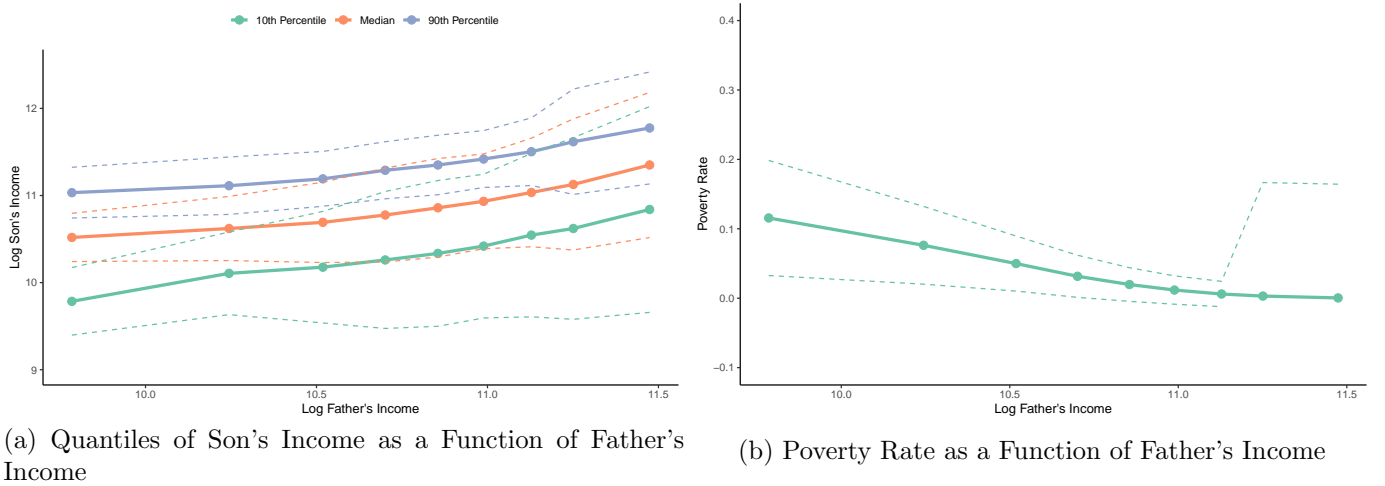 10th Percentile Median 90th Percentile
Log Son's Income
12
11
10
9
10.0 10.5 11.0 11.5
Log Father's Income
(a) Quantiles of Son's Income as a Function of Father's
Income
Poverty Rate
0.4
0.3
0.2
0.1
0.0
−0.1
10.0 10.5 11.0 11.5
Log Father's Income
(b) Poverty Rate as a Function of Father's Income